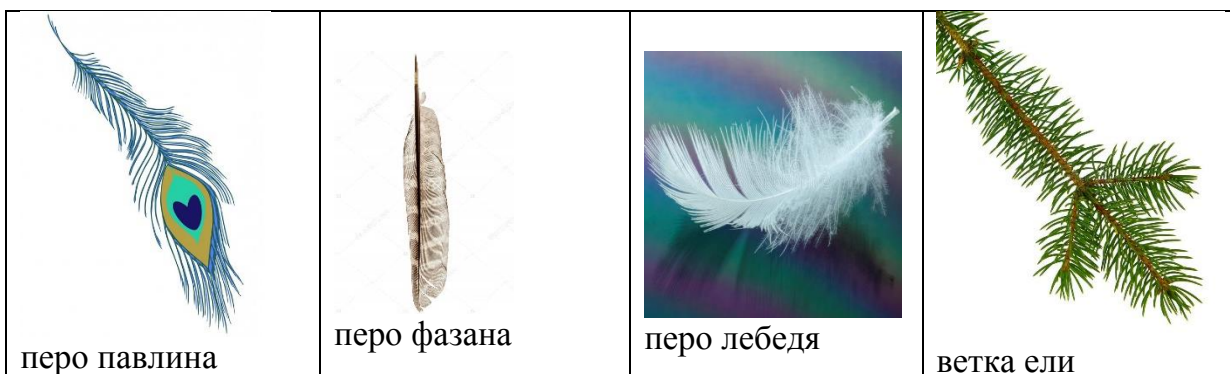 перо павлина
перо фазана
перо лебедя
ветка ели